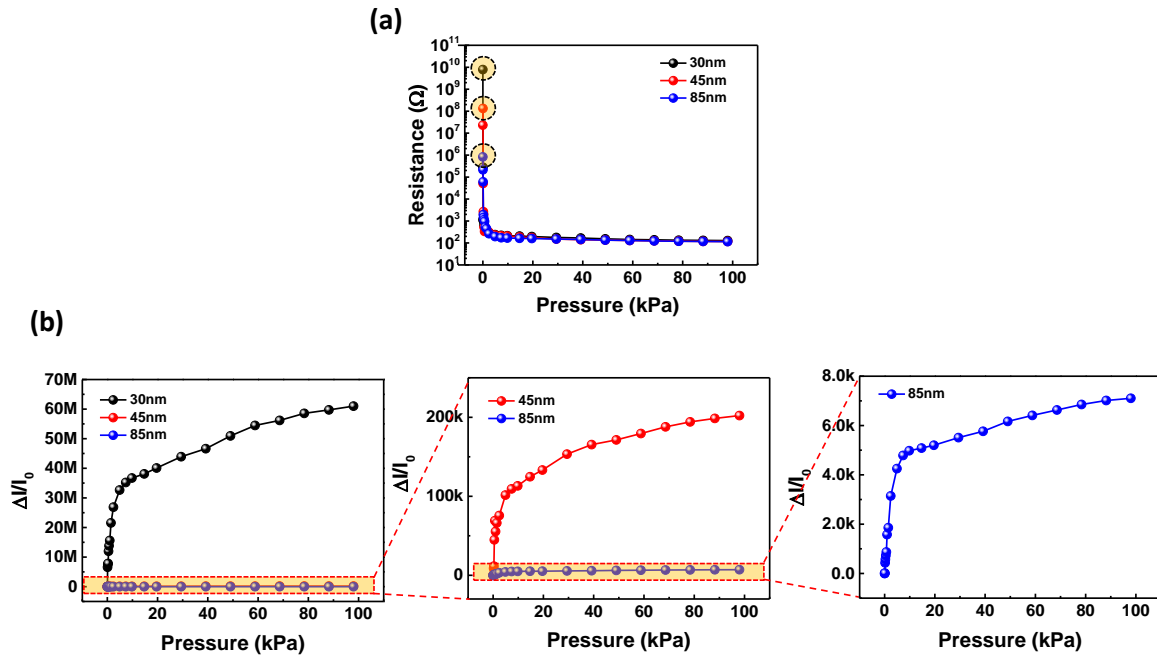 (a)
10^11
10^10
10^9
10^8
10^7
10^6
10^5
10^4
10^3
10^2
10^1
Resistance (Ω)
30nm
45nm
85nm
0 20 40 60 80 100
Pressure (kPa)
(b)
70M
60M
50M
40M
30M
20M
10M
0
ΔI/I₀
30nm
45nm
85nm
0 20 40 60 80 100
Pressure (kPa)
200k
100k
0
ΔI/I₀
45nm
85nm
0 20 40 60 80 100
Pressure (kPa)
8.0k
6.0k
4.0k
2.0k
0.0
ΔI/I₀
85nm
0 20 40 60 80 100
Pressure (kPa)